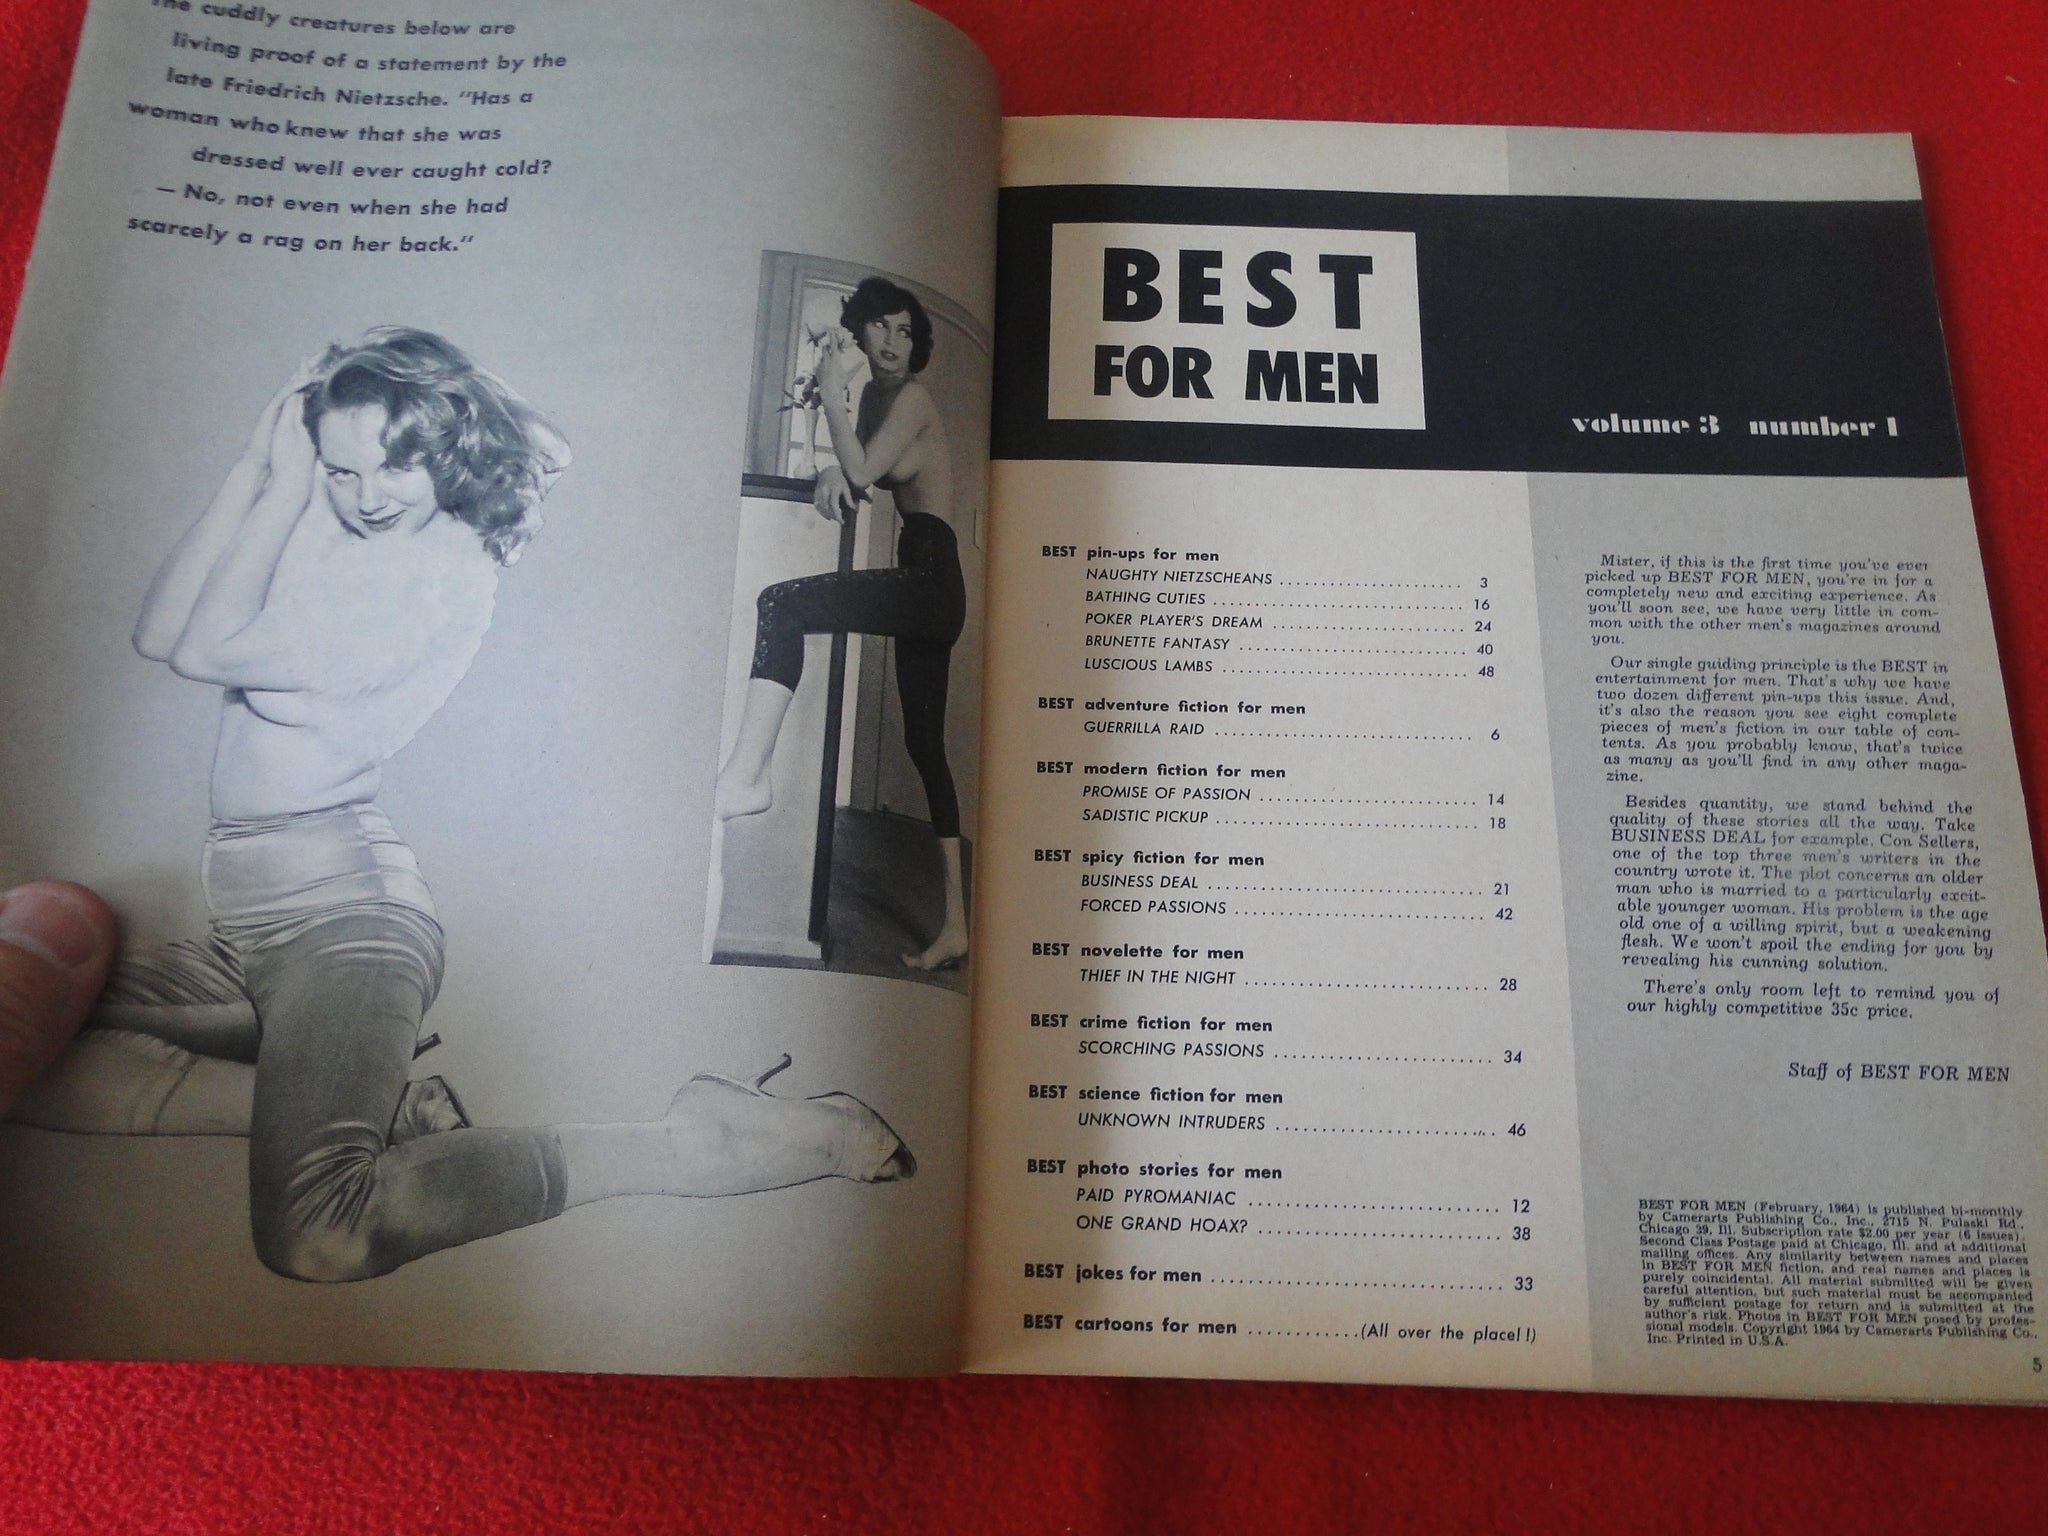 The cuddly creatures below are
living proof of a statement by the
late Friedrich Nietzsche. "Has a
woman who knew that she was
dressed well ever caught cold?
— No, not even when she had
scarcely a rag on her back."
BEST
FOR MEN
volume 3 number 1
BEST pin-ups for men
NAUGHTY NIETZSCHEANS ........................ 3
BATHING CUTIES ................................ 16
POKER PLAYER'S DREAM ........................ 24
BRUNETTE FANTASY ............................ 40
LUSCIOUS LAMBS ................................ 48
BEST adventure fiction for men
GUERRILLA RAID ................................ 6
BEST modern fiction for men
PROMISE OF PASSION ............................ 14
SADISTIC PICKUP ................................ 18
BEST spicy fiction for men
BUSINESS DEAL ................................ 21
FORCED PASSIONS ............................ 42
BEST novelette for men
THIEF IN THE NIGHT ............................ 28
BEST crime fiction for men
SCORCHING PASSIONS ........................ 34
BEST science fiction for men
UNKNOWN INTRUDERS ........................ 46
BEST photo stories for men
PAID PYROMANIAC ............................ 12
ONE GRAND HOAX? ............................ 38
BEST jokes for men ................................ 33
BEST cartoons for men .............(All over the place!!)
Mister, if this is the first time you've ever
picked up BEST FOR MEN, you're in for a
completely new and exciting experience. As
you'll soon see, we have very little in com-
mon with the other men's magazines around
you.
Our single guiding principle is the BEST in
entertainment for men. That's why we have
two dozen different pin-ups this issue. And,
it's also the reason you see eight complete
pieces of men's fiction in our table of con-
tents. As you probably know, that's twice
as many as you'll find in any other maga-
zine.
Besides quantity, we stand behind the
quality of these stories all the way. Take
BUSINESS DEAL for example. Con Sellers,
one of the top three men's writers in the
country wrote it. The plot concerns an older
man who is married to a particularly excit-
able younger woman. His problem is the age
old one of a willing spirit, but a weakening
flesh. We won't spoil the ending for you by
revealing his cunning solution.
There's only room left to remind you of
our highly competitive 35c price.
Staff of BEST FOR MEN
BEST FOR MEN (February, 1964) is published bi-monthly
by Camerarts Publishing Co., Inc., 2715 N. Pulaski Rd.,
Chicago 39, Ill. Subscription rate $2.00 per year (6 issues).
Second Class Postage paid at Chicago, Ill. and at additional
mailing offices. Any similarity between names and places
in BEST FOR MEN fiction, and real names and places is
purely coincidental. All material submitted will be given
careful attention, but such material must be accompanied
by sufficient postage for return and is submitted at the
author's risk. Photos in BEST FOR MEN posed by profes-
sional models. Copyright 1964 by Camerarts Publishing Co.,
Inc. Printed in U.S.A.
5